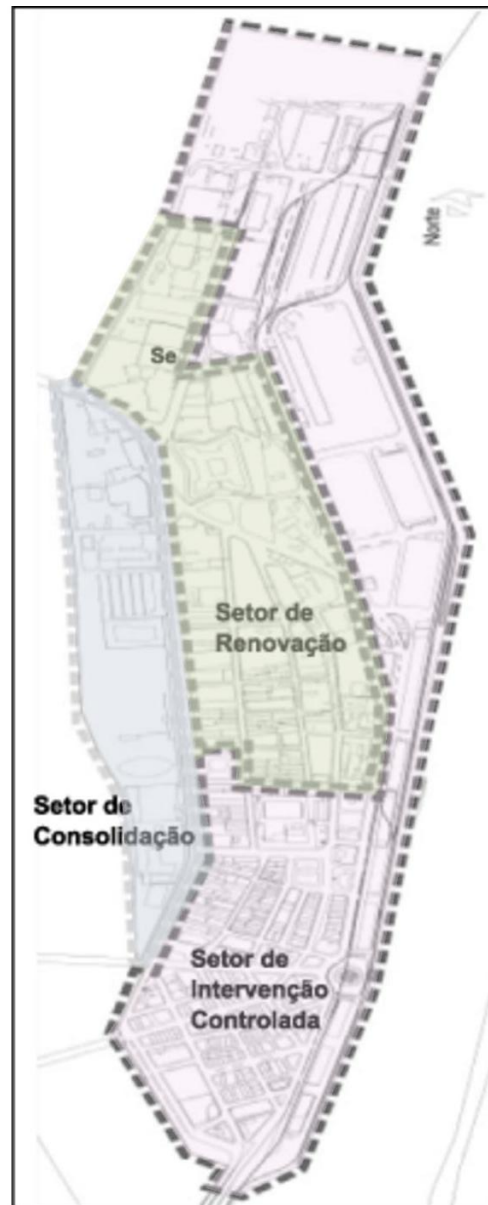 Norte
Se
Setor de
Renovação
Setor de
Consolidação
Setor de
Intervenção
Controlada